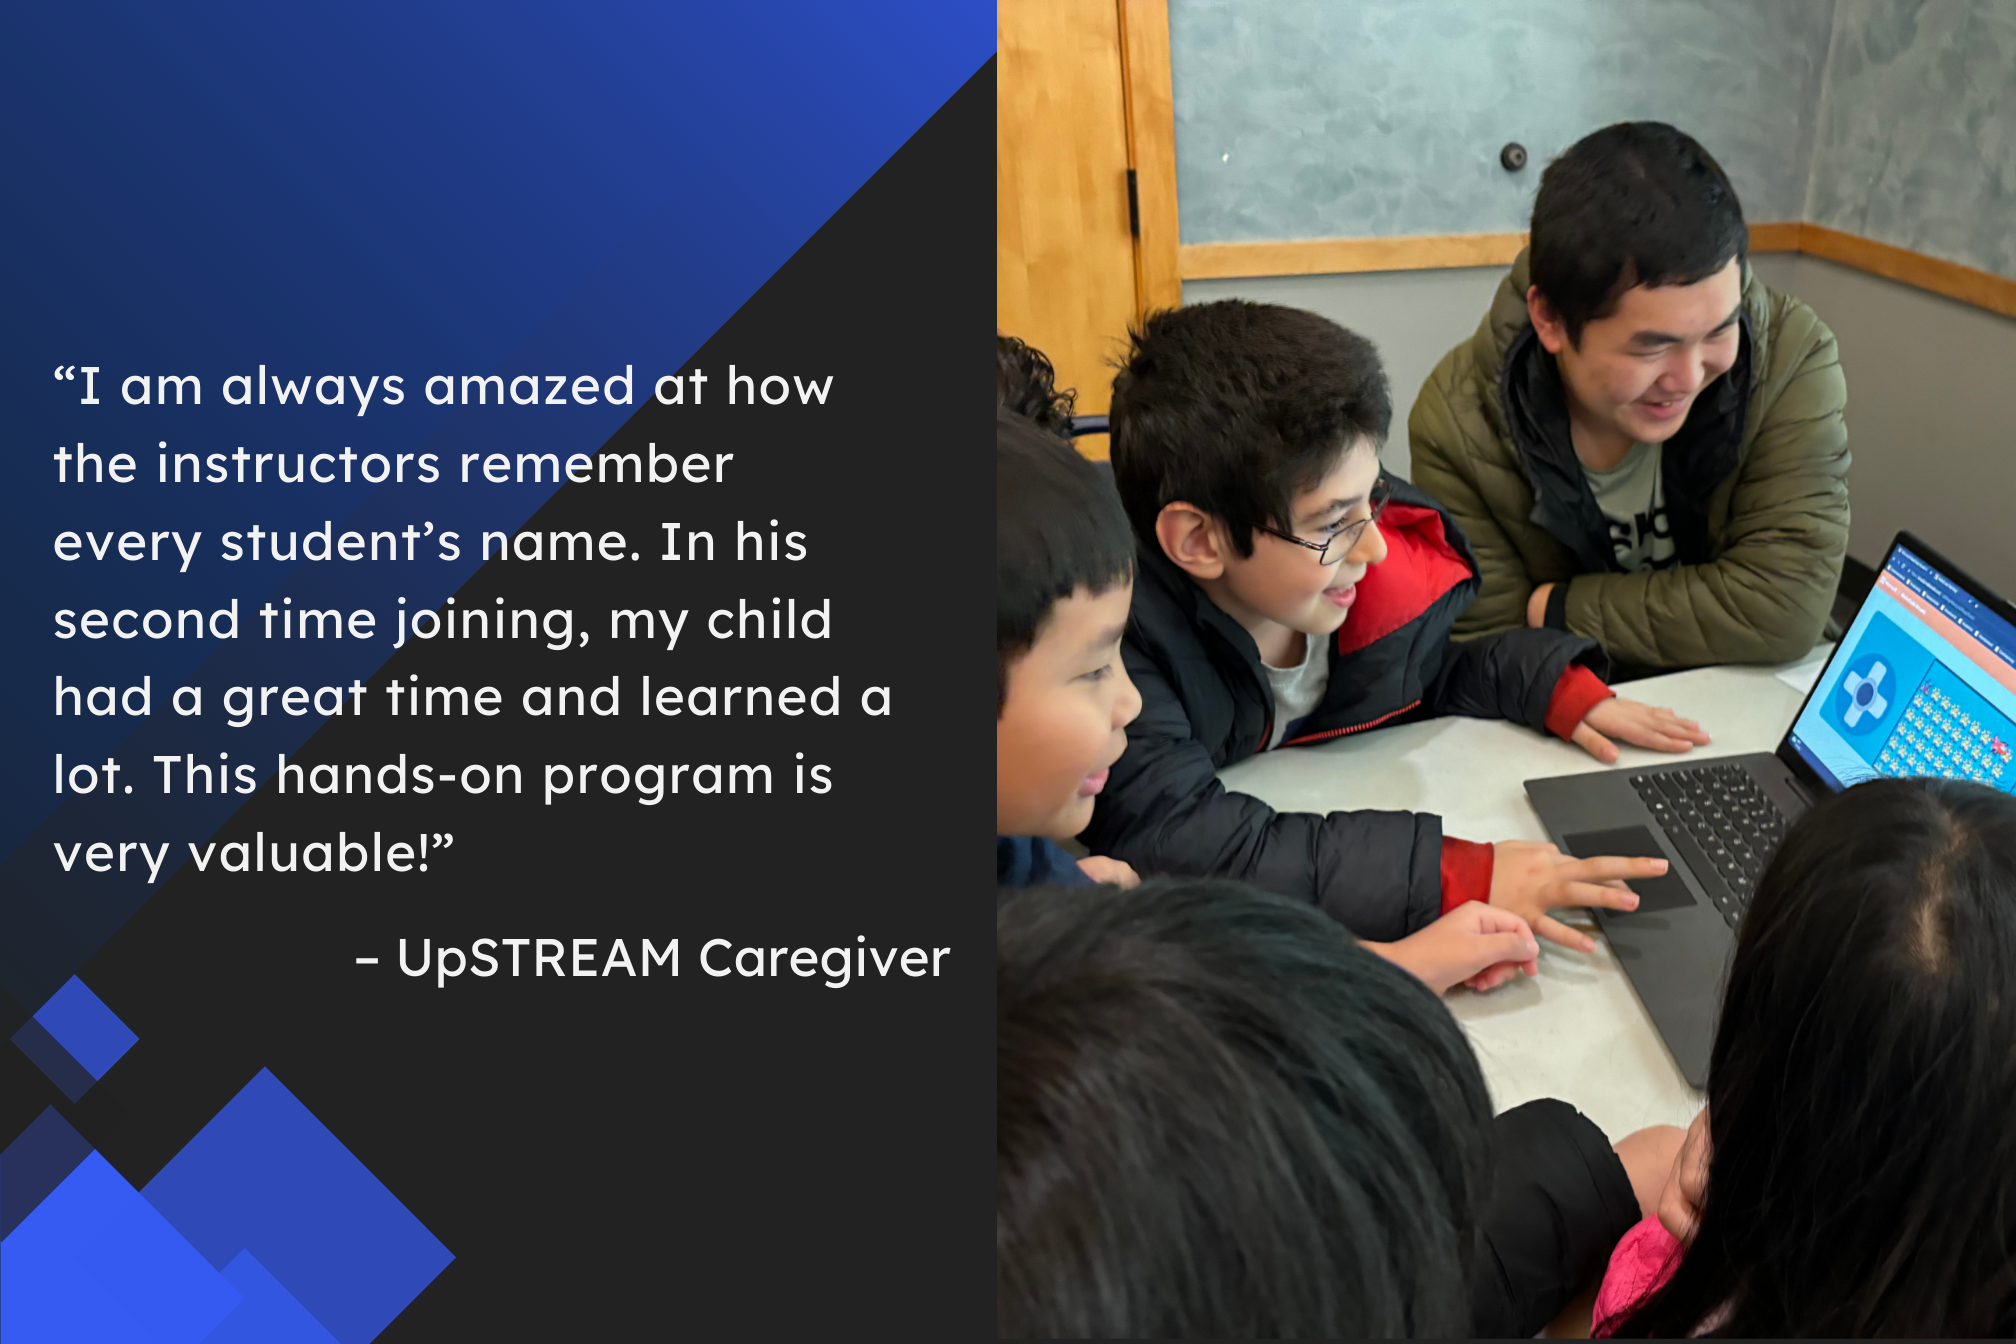 “I am always amazed at how
the instructors remember
every student’s name. In his
second time joining, my child
had a great time and learned a
lot. This hands-on program is
very valuable!”
– UpSTREAM Caregiver